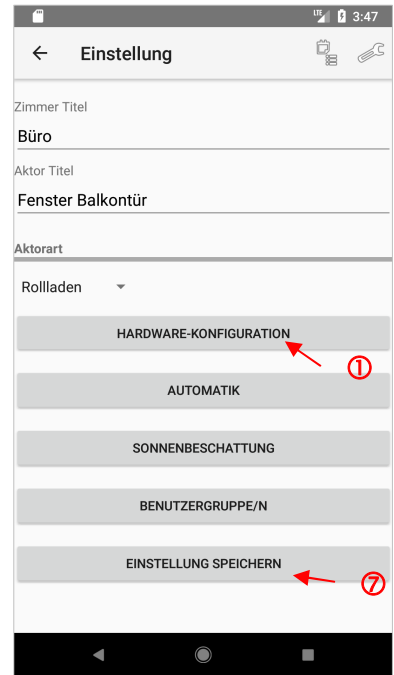 LTE 3:47
Einstellung
Zimmer Titel
Büro
Aktor Titel
Fenster Balkontür
Aktorart
Rollladen
HARDWARE-KONFIGURATION
①
AUTOMATIK
SONNENBESCHATTUNG
BENUTZERGRUPPE/N
EINSTELLUNG SPEICHERN
⑦